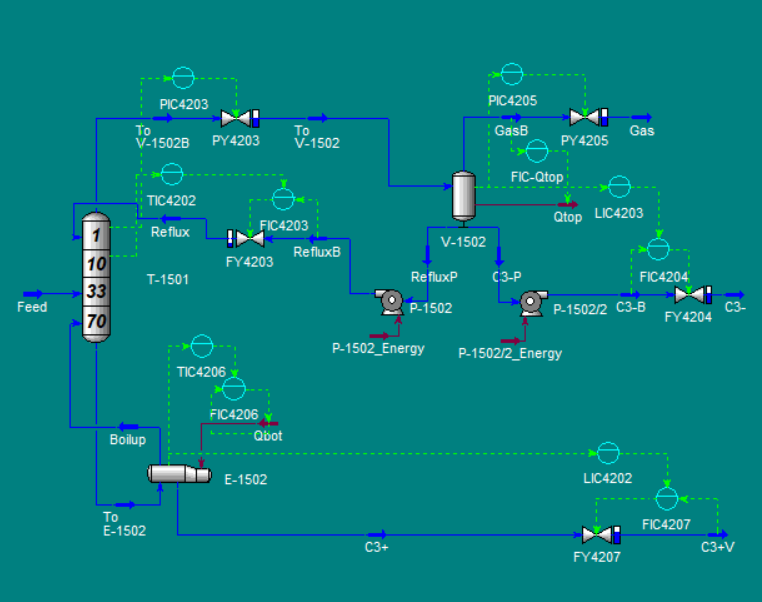 PIC4203
PIC4205
To
V-1502B
PY4203
To
V-1502
GasB
PY4205
Gas
TIC4202
FIC-Qtop
FIC4203
LIC4203
Qtop
Reflux
1
FY4203
RefluxB
V-1502
10
T-1501
RefluxP
C3-P
FIC4204
33
Feed
P-1502
P-1502/2
C3-B
FY4204
C3-
70
P-1502_Energy
P-1502/2_Energy
TIC4206
FIC4206
Qbot
Boilup
E-1502
LIC4202
To
E-1502
FIC4207
C3+
FY4207
C3+V